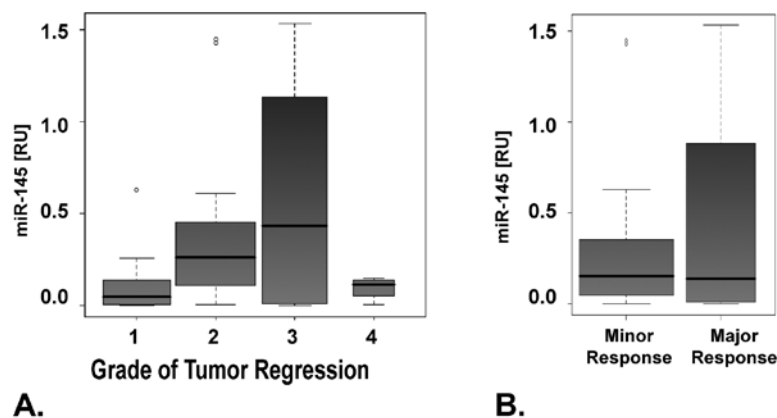 miR-145 [RU]
1.5
1.0
0.5
0.0
1 2 3 4
Grade of Tumor Regression
A.
miR-145 [RU]
1.5
1.0
0.5
0.0
Minor Response
Major Response
B.